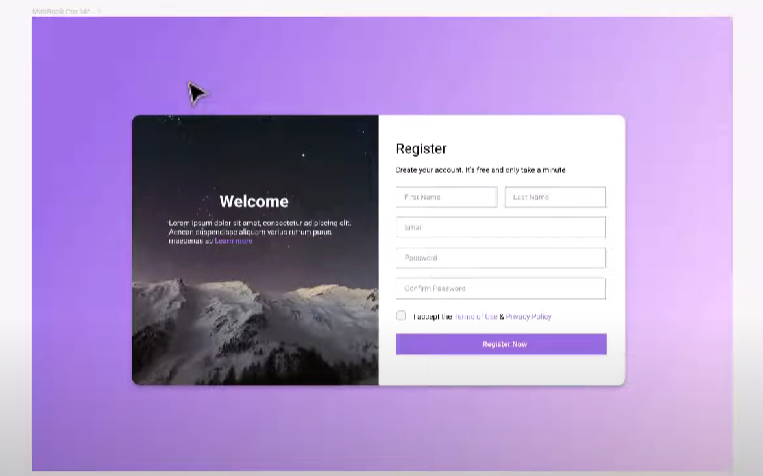 Welcome
Lorem ipsum dolor sit amet, consectetur adipiscing elit.
Aenean suspendisse aliquam varius rutrum purus
maecenas ac Learn more
Register
Create your account. It's free and only take a minute
First Name
Last Name
Email
Password
Confirm Password
I accept the Terms of Use & Privacy Policy
Register Now